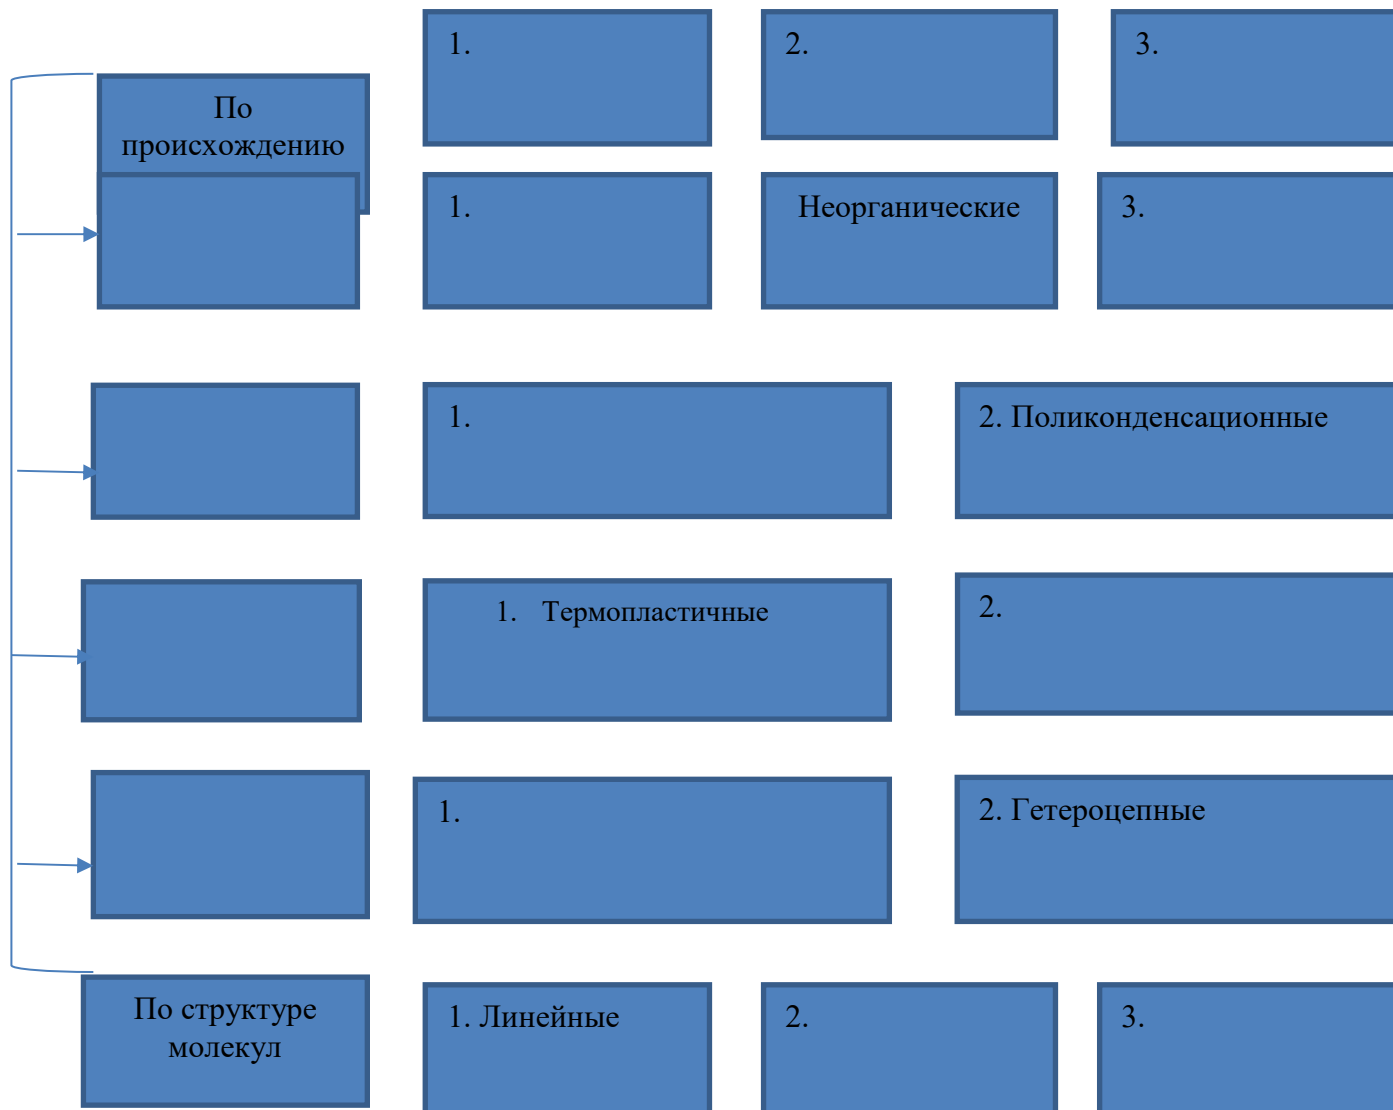 1.
2.
3.
По
происхождению
1.
Неорганические
3.
1.
2. Поликонденсационные
1. Термопластичные
2.
1.
2. Гетероцепные
По структуре
молекул
1. Линейные
2.
3.